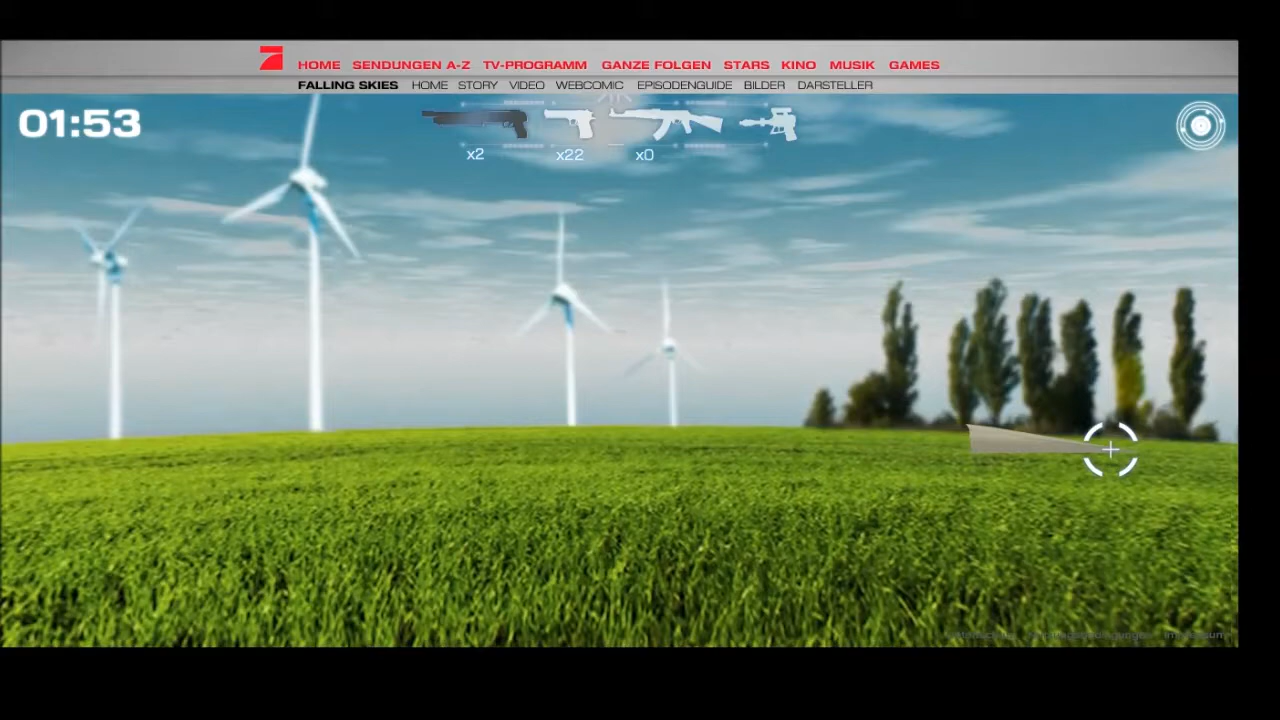 HOME SENDUNGEN A-Z TV-PROGRAMM GANZE FOLGEN STARS KINO MUSIK GAMES
FALLING SKIES HOME STORY VIDEO WEBCOMIC EPISODENGUIDE BILDER DARSTELLER
01:53
x2 x22 x0